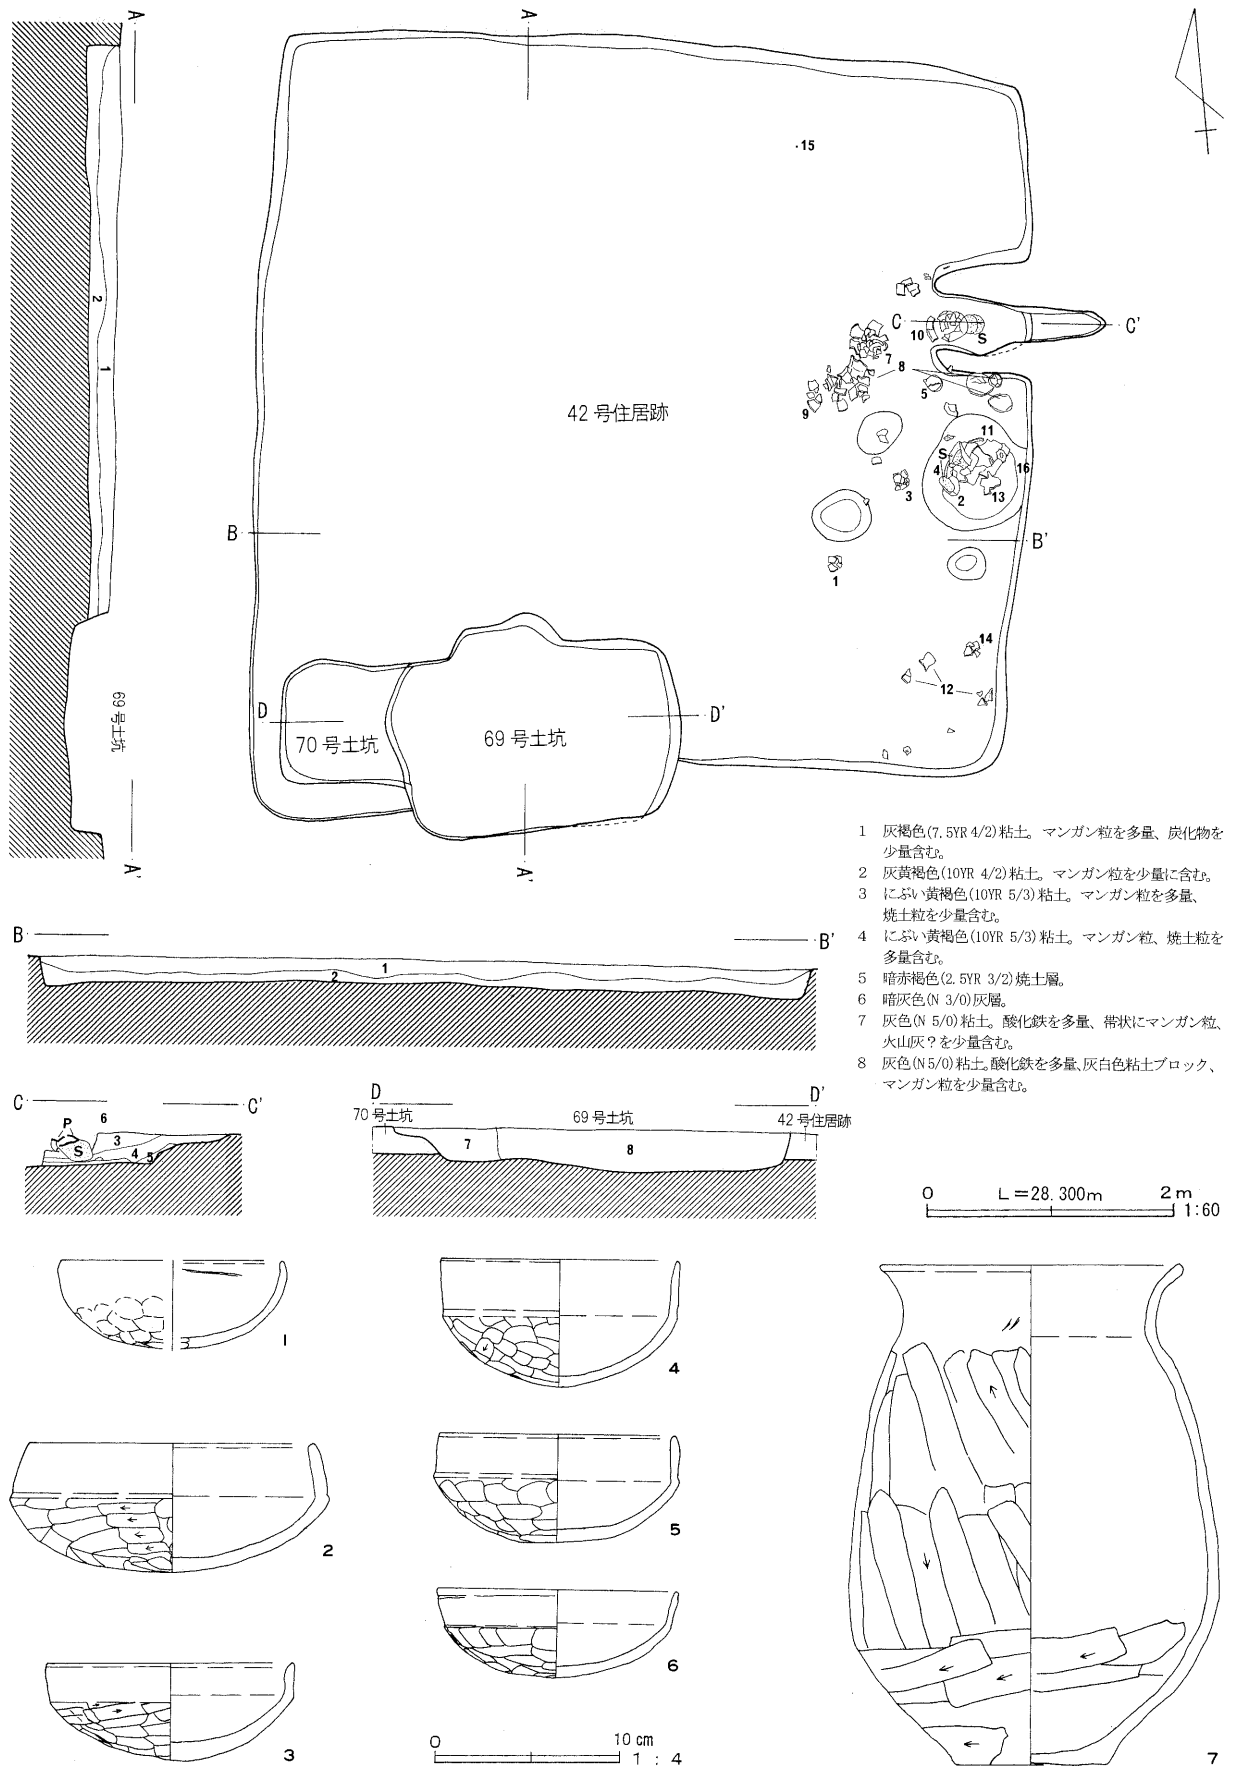 A
A
15
C
C'
10
S
7
8
5
9
2
1
42号住居跡
11
S
4
16
3
2
13
B
B'
1
14
12
69号土坑
D
D'
70号土坑
69号土坑
A'
A'
1 灰褐色(7.5YR 4/2)粘土。マンガン粒を多量、炭化物を
少量含む。
2 灰黄褐色(10YR 4/2)粘土。マンガン粒を少量に含む。
3 にぶい黄褐色(10YR 5/3)粘土。マンガン粒を多量、
焼土粒を少量含む。
4 にぶい黄褐色(10YR 5/3)粘土。マンガン粒、焼土粒を
多量含む。
5 暗赤褐色(2.5YR 3/2)焼土層。
6 暗灰色(N 3/0)灰層。
7 灰色(N 5/0)粘土。酸化鉄を多量、帯状にマンガン粒、
火山灰？を少量含む。
8 灰色(N5/0)粘土。酸化鉄を多量、灰白色粘土ブロック、
マンガン粒を少量含む。
B
B'
1
2
C
C'
6
P
3
S
4
5
D
D'
70号土坑
69号土坑
42号住居跡
7
8
0 L=28.300m 2m
1:60
1
4
2
5
6
3
0 10cm
1:4
7